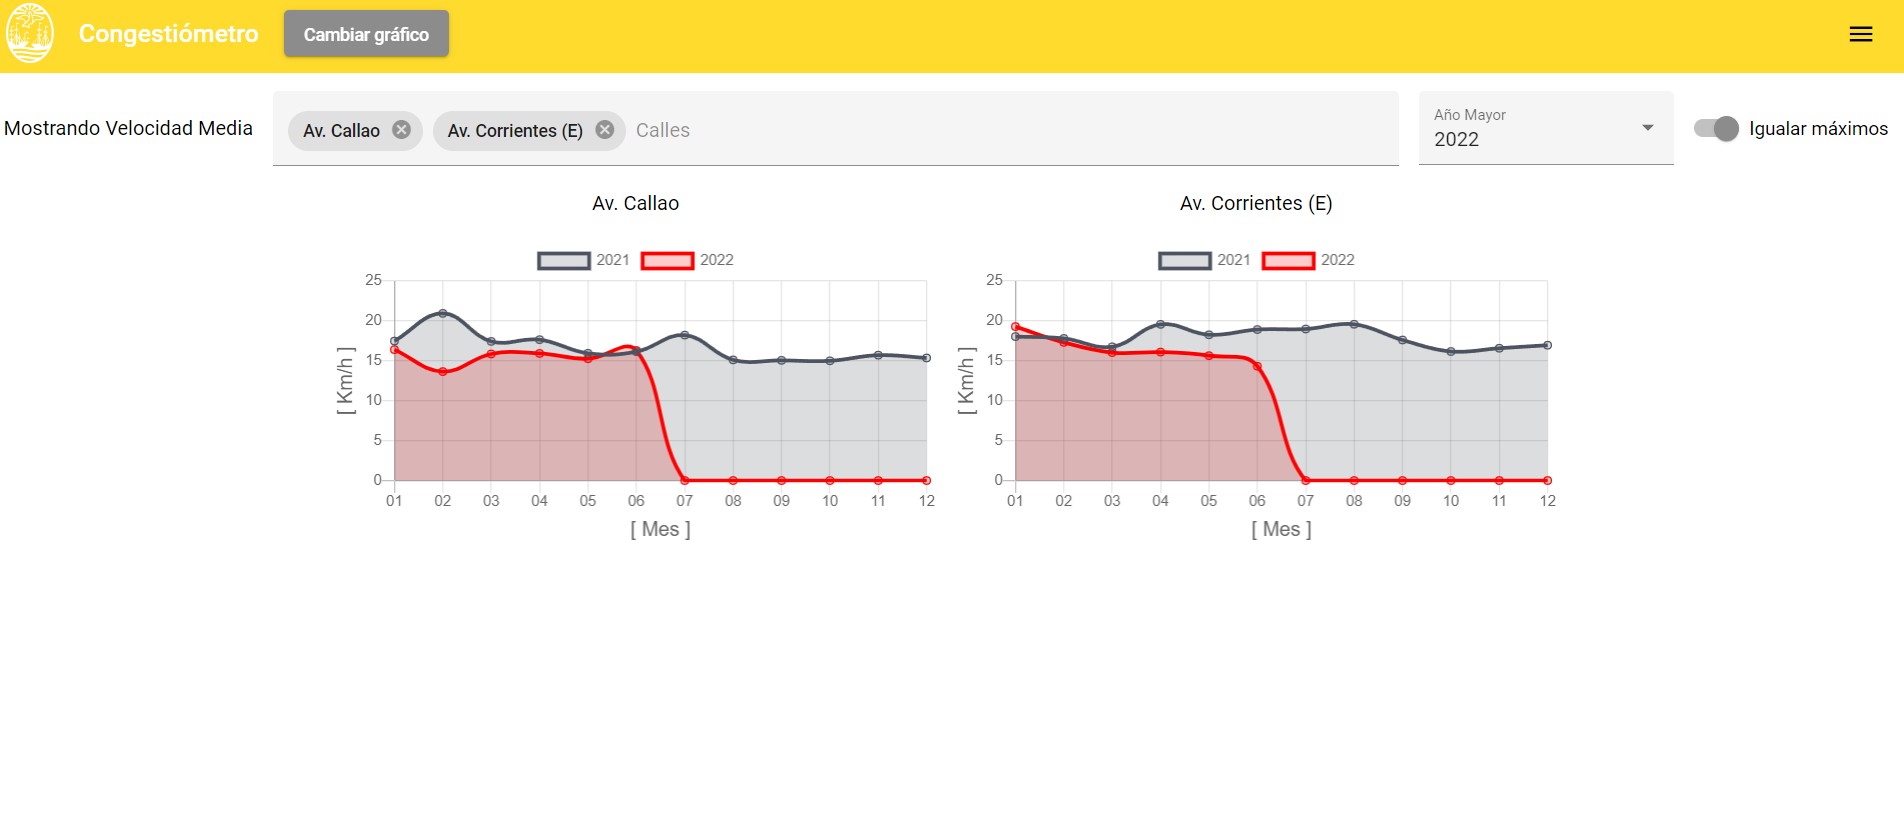 Congestiómetro
Cambiar gráfico
Mostrando Velocidad Media
Av. Callao
Av. Corrientes (E)
Calles
Año Mayor
2022
Igualar máximos
Av. Callao
2021 2022
25
20
15
10
5
0
[ Km/h ]
01 02 03 04 05 06 07 08 09 10 11 12
[ Mes ]
Av. Corrientes (E)
2021 2022
25
20
15
10
5
0
[ Km/h ]
01 02 03 04 05 06 07 08 09 10 11 12
[ Mes ]